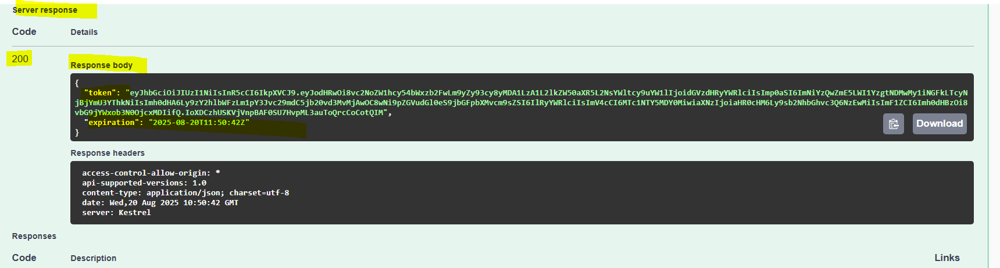 Server response
Code Details
200
Response body
{
"token": "eyJhbGciOiJIUzI1NiIsInR5cCI6IkpXVCJ9.eyJodHRwOi8vc2NoZW1hcy54bWxzb2FwLm9yZy93cy8yMDA1LzA1L2lkZW50aXR5L2NsYWltcy9uYW1lIjoidGVzdHRyYWRlciIsImp0aSI6ImNiYzQwZmE5LWI1YzgtNDMwMy1iNGFkLTcyN
jBjYmU3YThkNiIsImh0dHA6Ly9zY2hlbWFzLm1pY3Jvc29mdC5jb20vd3MvMjAwOC8wNi9pZGVudGl0eS9jbGFpbXMvcm9sZSI6IlRyYWRlciIsImV4cCI6MTc1NTY5MDY0MiwiaXNzIjoiaHR0cHM6Ly9sb2NhbGhvc3Q6NzEwMiIsImF1ZCI6Imh0dHBzOi8
vbG9jYWxob3N0OjcxMDIifQ.IoXDCzhUSKVjVnpBAF0SU7HvpML3auToQrcCoCotQIM",
"expiration": "2025-08-20T11:50:42Z"
}
Download
Response headers
access-control-allow-origin: *
api-supported-versions: 1.0
content-type: application/json; charset=utf-8
date: Wed,20 Aug 2025 10:50:42 GMT
server: Kestrel
Responses
Code Description Links